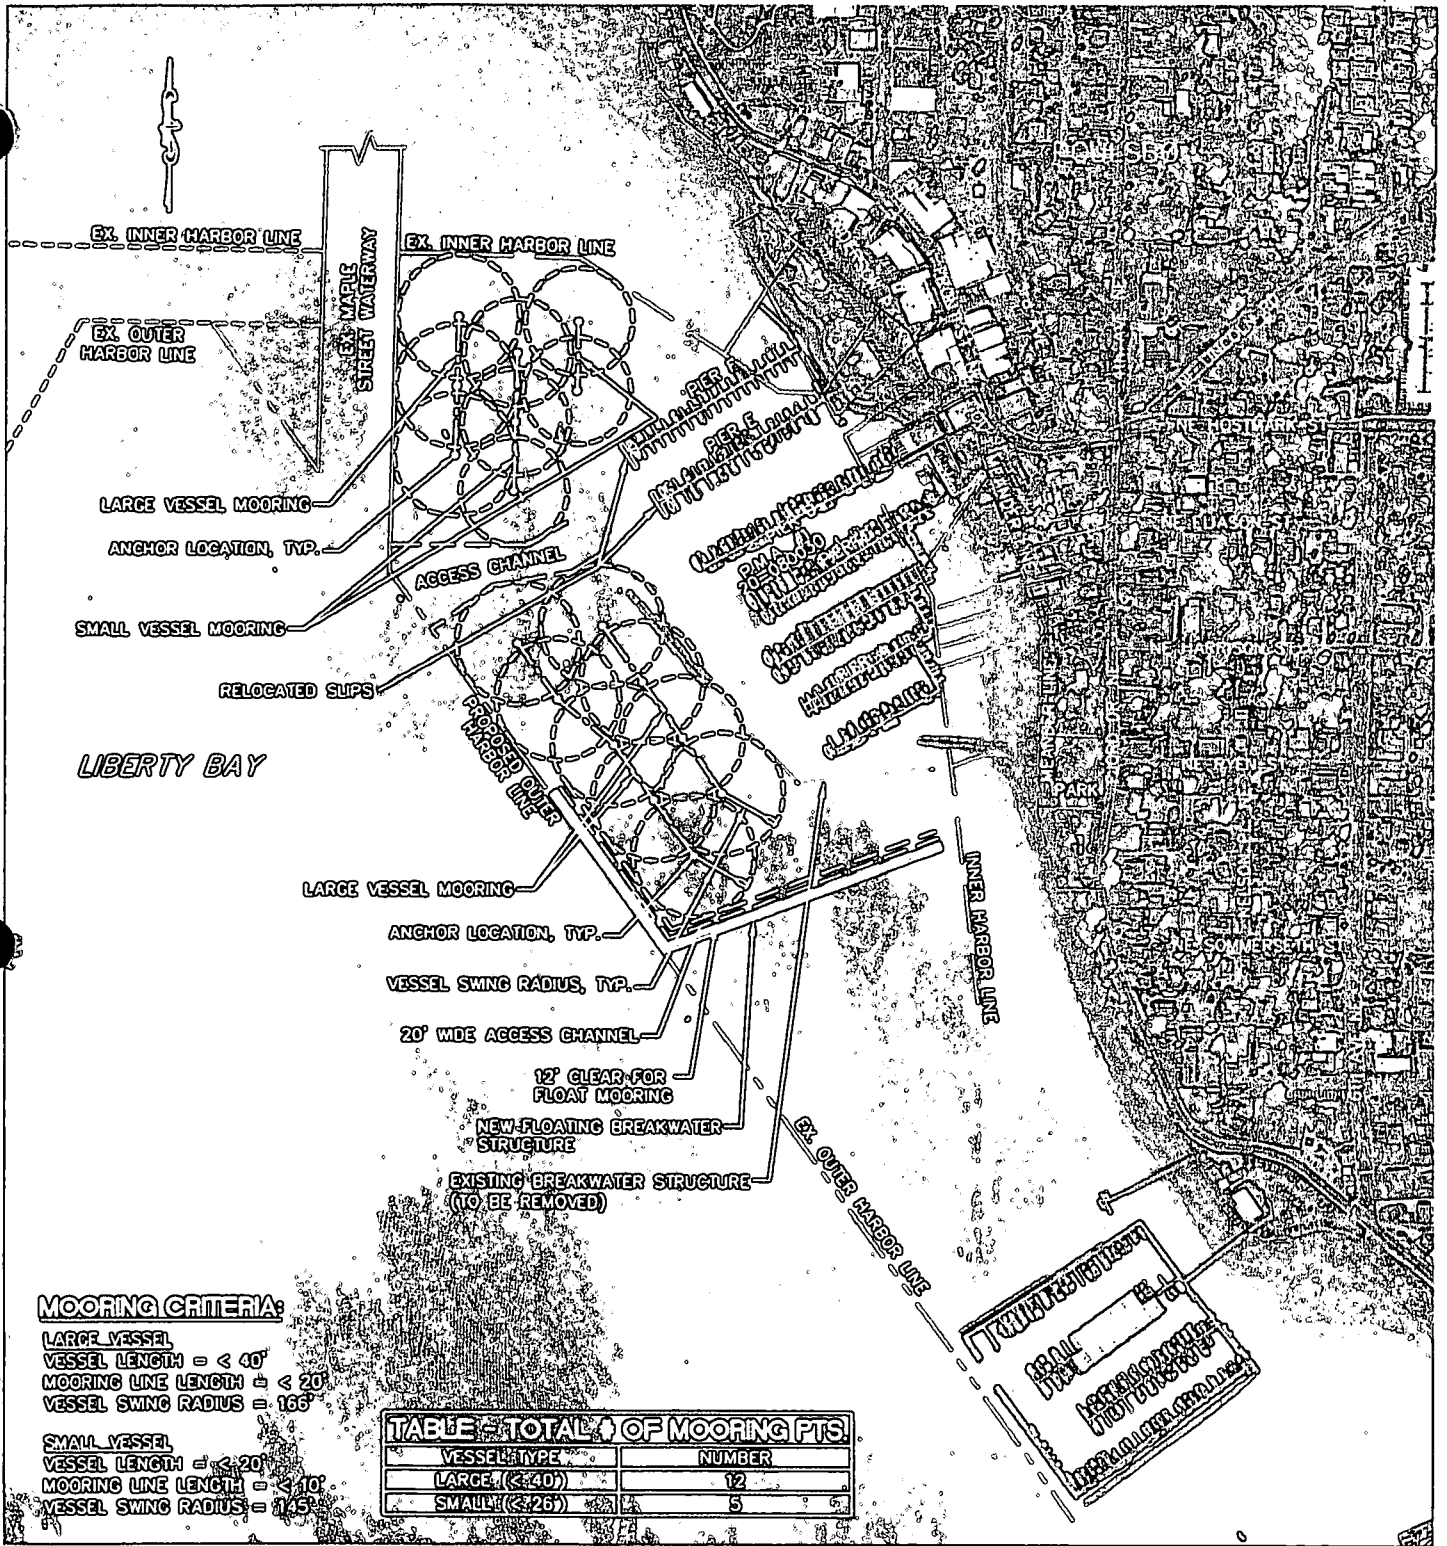 EX. INNER HARBOR LINE
EX. MAPLE
STREET WATERWAY
EX. INNER HARBOR LINE
EX. OUTER
HARBOR LINE
PIER
PIER E
NE HOSTMARK ST
LARGE VESSEL MOORING
ANCHOR LOCATION, TYP.
ACCESS CHANNEL
P.M.A.
20-080030
NE ELIASON ST
SMALL VESSEL MOORING
RELOCATED SLIPS
PROPOSED OUTER
HARBOR LINE
LIBERTY BAY
PARK
LARGE VESSEL MOORING
INNER HARBOR LINE
ANCHOR LOCATION, TYP.
NE SOMMERSETH ST
VESSEL SWING RADIUS, TYP.
20' WIDE ACCESS CHANNEL
12' CLEAR FOR
FLOAT MOORING
NEW FLOATING BREAKWATER
STRUCTURE
EX. OUTER HARBOR LINE
EXISTING BREAKWATER STRUCTURE
(TO BE REMOVED)
MOORING CRITERIA:
LARGE VESSEL
VESSEL LENGTH = < 40'
MOORING LINE LENGTH = < 20'
VESSEL SWING RADIUS = 166'
SMALL VESSEL
VESSEL LENGTH = < 20'
MOORING LINE LENGTH = < 10'
VESSEL SWING RADIUS = 145'
TABLE - TOTAL # OF MOORING PTS.
VESSEL TYPE NUMBER
LARGE (< 40') 12
SMALL (< 26') 5